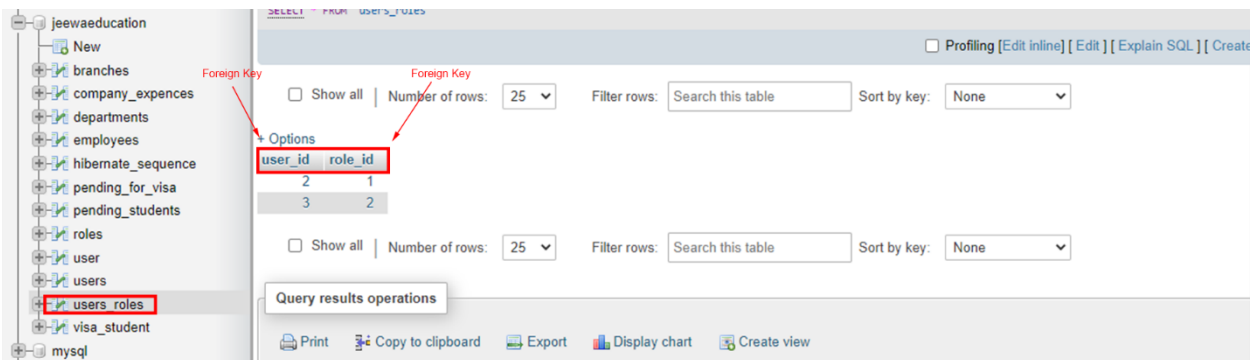 jeewaeducation
New
branches
company_expences
departments
employees
hibernate_sequence
pending_for_visa
pending_students
roles
user
users
users_roles
visa_student
mysql
SELECT * FROM users_roles
Profiling [Edit inline] [ Edit ] [ Explain SQL ] [ Create
Foreign Key Foreign Key
Show all | Number of rows: 25 Filter rows: Search this table Sort by key: None
+ Options
user_id role_id
2 1
3 2
Show all | Number of rows: 25 Filter rows: Search this table Sort by key: None
Query results operations
Print Copy to clipboard Export Display chart Create view